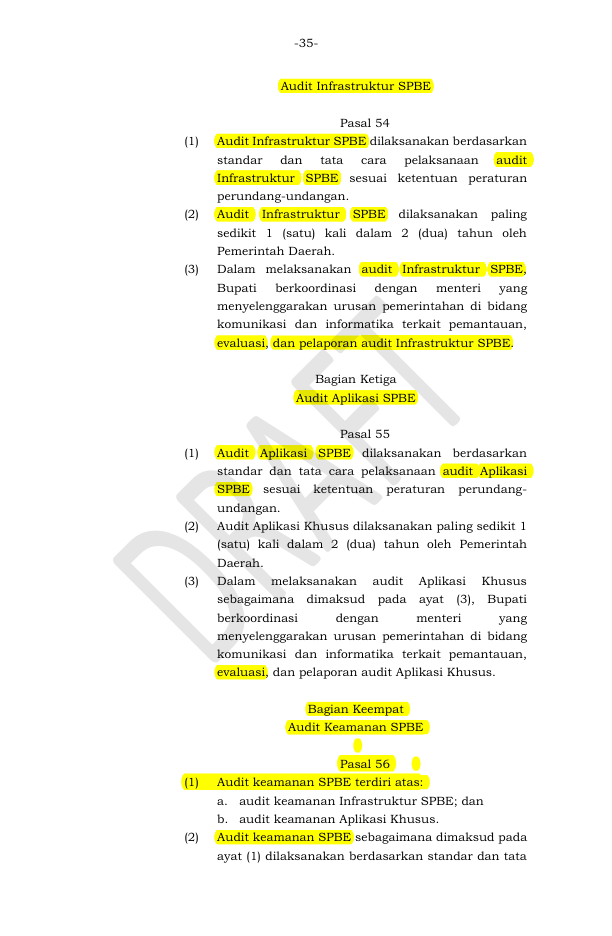 -35-
Audit Infrastruktur SPBE
Pasal 54
(1) Audit Infrastruktur SPBE dilaksanakan berdasarkan
standar dan tata cara pelaksanaan audit
Infrastruktur SPBE sesuai ketentuan peraturan
perundang-undangan.
(2) Audit Infrastruktur SPBE dilaksanakan paling
sedikit 1 (satu) kali dalam 2 (dua) tahun oleh
Pemerintah Daerah.
(3) Dalam melaksanakan audit Infrastruktur SPBE,
Bupati berkoordinasi dengan menteri yang
menyelenggarakan urusan pemerintahan di bidang
komunikasi dan informatika terkait pemantauan,
evaluasi, dan pelaporan audit Infrastruktur SPBE.
Bagian Ketiga
Audit Aplikasi SPBE
Pasal 55
(1) Audit Aplikasi SPBE dilaksanakan berdasarkan
standar dan tata cara pelaksanaan audit Aplikasi
SPBE sesuai ketentuan peraturan perundang-
undangan.
(2) Audit Aplikasi Khusus dilaksanakan paling sedikit 1
(satu) kali dalam 2 (dua) tahun oleh Pemerintah
Daerah.
(3) Dalam melaksanakan audit Aplikasi Khusus
sebagaimana dimaksud pada ayat (3), Bupati
berkoordinasi dengan menteri yang
menyelenggarakan urusan pemerintahan di bidang
komunikasi dan informatika terkait pemantauan,
evaluasi, dan pelaporan audit Aplikasi Khusus.
Bagian Keempat
Audit Keamanan SPBE
Pasal 56
(1) Audit keamanan SPBE terdiri atas:
a. audit keamanan Infrastruktur SPBE; dan
b. audit keamanan Aplikasi Khusus.
(2) Audit keamanan SPBE sebagaimana dimaksud pada
ayat (1) dilaksanakan berdasarkan standar dan tata
DRAFT